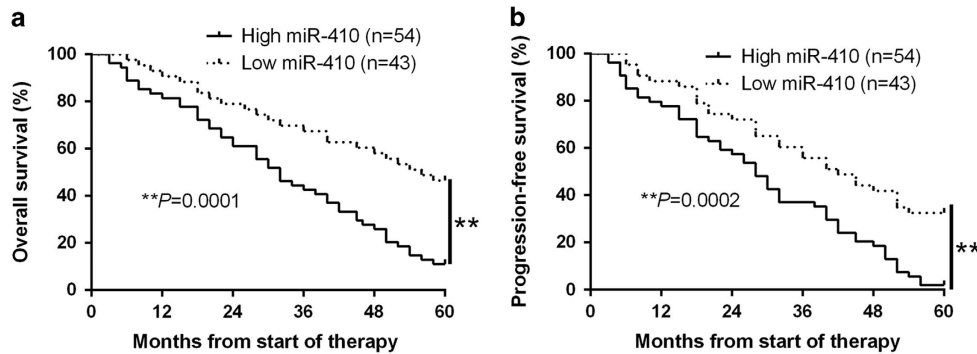 a
High miR-410 (n=54)
Low miR-410 (n=43)
Overall survival (%)
100
80
60
40
20
0
**P=0.0001
**
0 12 24 36 48 60
Months from start of therapy
b
High miR-410 (n=54)
Low miR-410 (n=43)
Progression-free survival (%)
100
80
60
40
20
0
**P=0.0002
**
0 12 24 36 48 60
Months from start of therapy